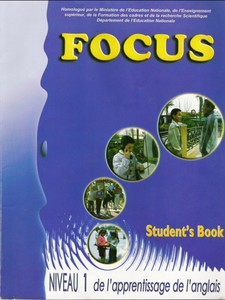 Homologué par le Ministère de l'Education Nationale, de l'Enseignement
supérieur, de la Formation des cadres et de la recherche Scientifique
Département de l'Education Nationale
FOCUS
Student's Book
NIVEAU 1 de l'apprentissage de l'anglais